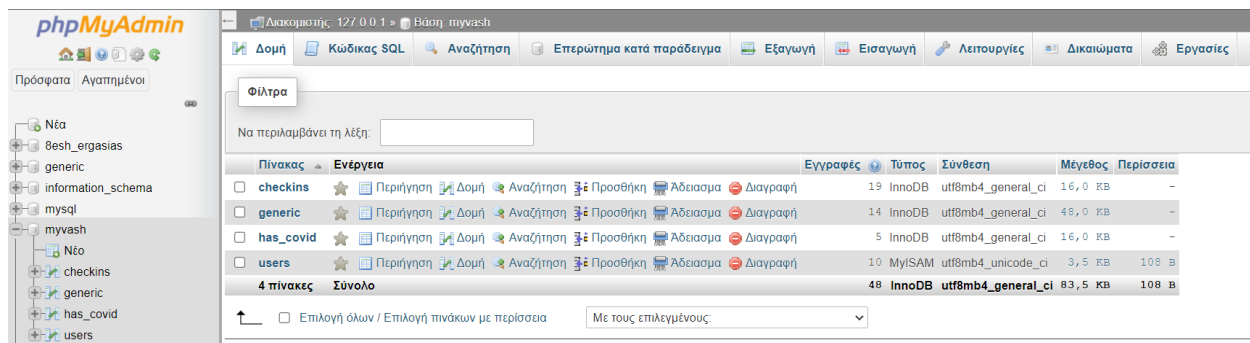 phpMyAdmin
Πρόσφατα Αγαπημένοι
Νέα
8esh_ergasias
generic
information_schema
mysql
myvash
Νέο
checkins
generic
has_covid
users
Διακομιστής: 127.0.0.1 » Βάση: myvash
Δομή Κώδικας SQL Αναζήτηση Επερώτημα κατά παράδειγμα Εξαγωγή Εισαγωγή Λειτουργίες Δικαιώματα Εργασίες
Φίλτρα
Να περιλαμβάνει τη λέξη:
Πίνακας Ενέργεια Εγγραφές Τύπος Σύνθεση Μέγεθος Περίσσεια
checkins Περιήγηση Δομή Αναζήτηση Προσθήκη Άδειασμα Διαγραφή 19 InnoDB utf8mb4_general_ci 16,0 KB -
generic Περιήγηση Δομή Αναζήτηση Προσθήκη Άδειασμα Διαγραφή 14 InnoDB utf8mb4_general_ci 48,0 KB -
has_covid Περιήγηση Δομή Αναζήτηση Προσθήκη Άδειασμα Διαγραφή 5 InnoDB utf8mb4_general_ci 16,0 KB -
users Περιήγηση Δομή Αναζήτηση Προσθήκη Άδειασμα Διαγραφή 10 MyISAM utf8mb4_unicode_ci 3,5 KB 108 B
4 πίνακες Σύνολο 48 InnoDB utf8mb4_general_ci 83,5 KB 108 B
Επιλογή όλων / Επιλογή πινάκων με περίσσεια Με τους επιλεγμένους: